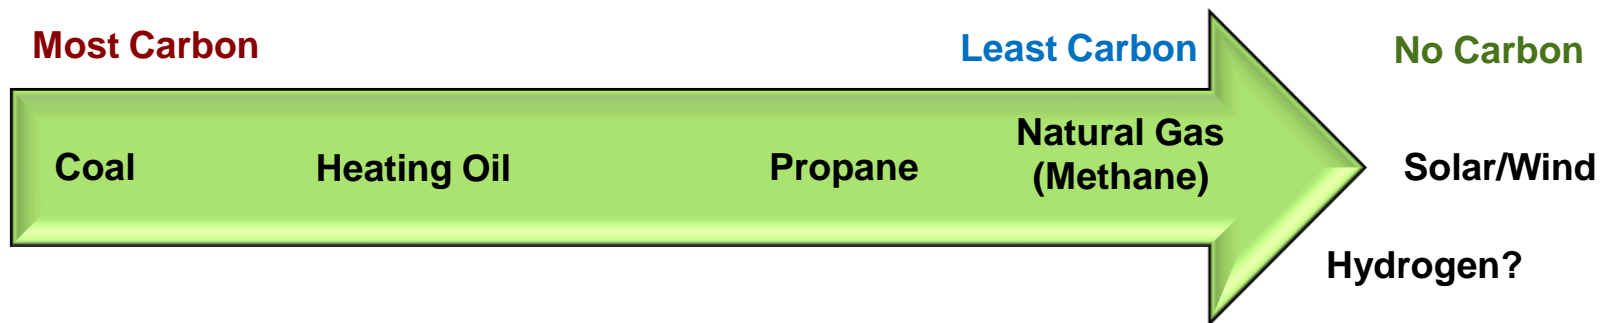 Most Carbon
Least Carbon
No Carbon
Coal
Heating Oil
Propane
Natural Gas
(Methane)
Solar/Wind
Hydrogen?